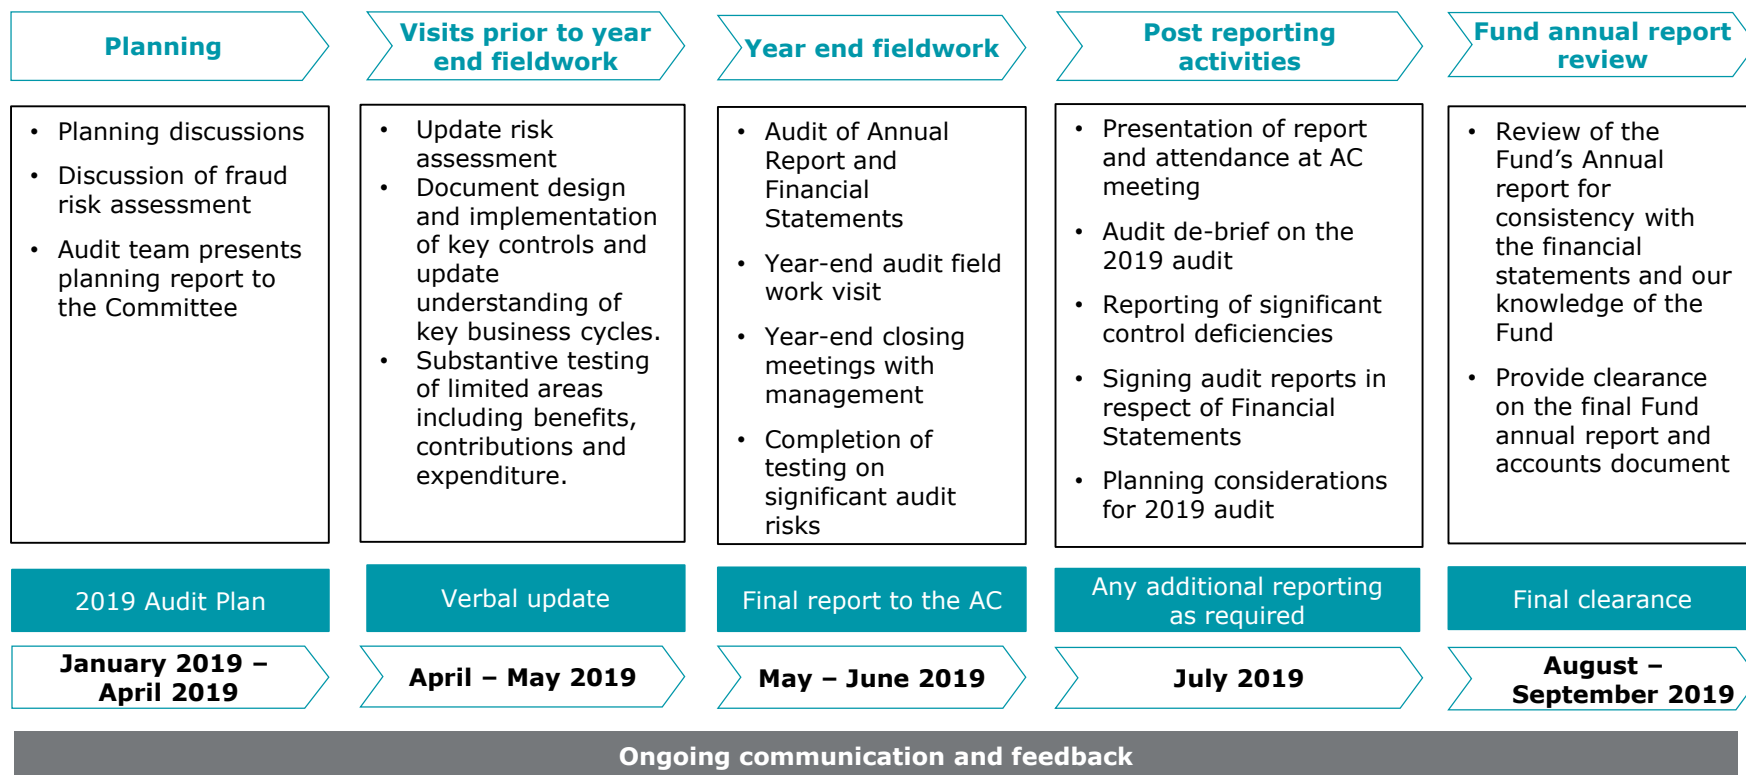 Planning
Visits prior to year
end fieldwork
Year end fieldwork
Post reporting
activities
Fund annual report
review
• Planning discussions
• Discussion of fraud
risk assessment
• Audit team presents
planning report to
the Committee
• Update risk
assessment
• Document design
and implementation
of key controls and
update
understanding of
key business cycles.
• Substantive testing
of limited areas
including benefits,
contributions and
expenditure.
• Audit of Annual
Report and
Financial
Statements
• Year-end audit field
work visit
• Year-end closing
meetings with
management
• Completion of
testing on
significant audit
risks
• Presentation of report
and attendance at AC
meeting
• Audit de-brief on the
2019 audit
• Reporting of significant
control deficiencies
• Signing audit reports in
respect of Financial
Statements
• Planning considerations
for 2019 audit
• Review of the
Fund’s Annual
report for
consistency with
the financial
statements and our
knowledge of the
Fund
• Provide clearance
on the final Fund
annual report and
accounts document
2019 Audit Plan
Verbal update
Final report to the AC
Any additional reporting
as required
Final clearance
January 2019 –
April 2019
April – May 2019
May – June 2019
July 2019
August –
September 2019
Ongoing communication and feedback